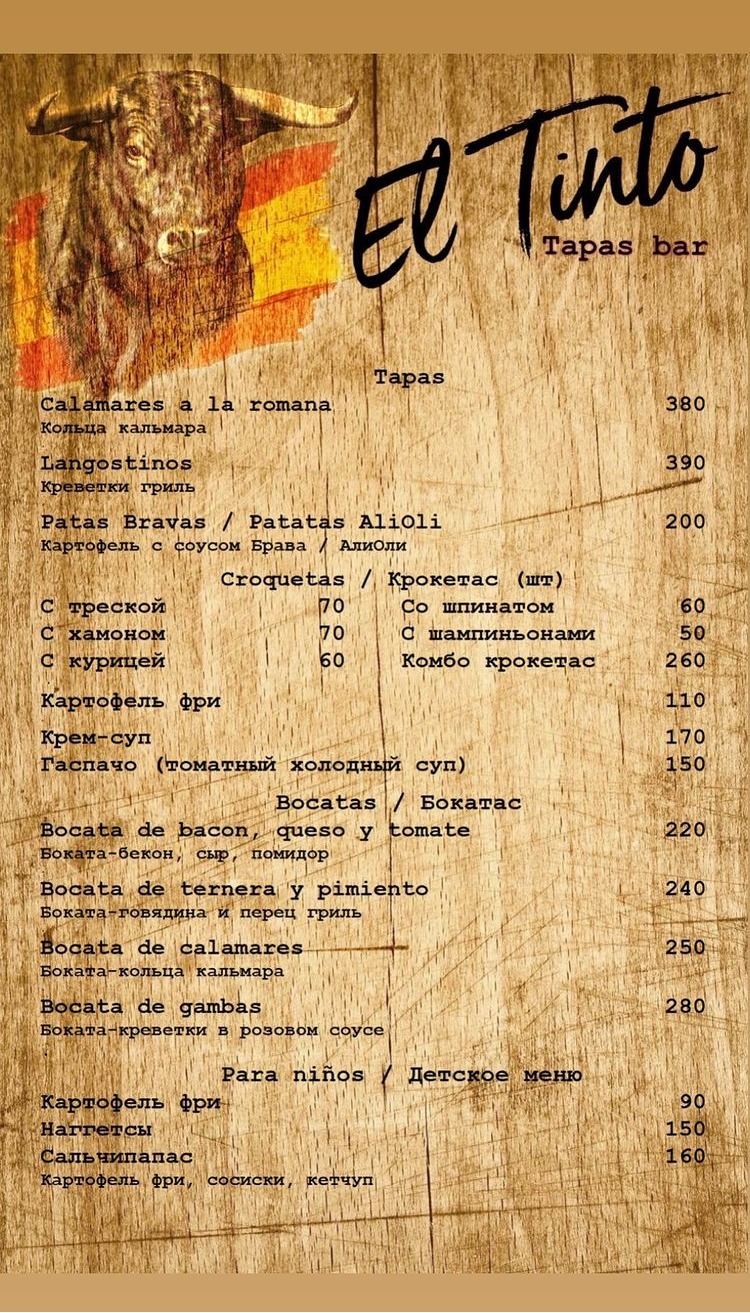 El Tinto
Tapas bar
Tapas
Calamares a la romana 380
Кольца кальмара
Langostinos 390
Креветки гриль
Patas Bravas / Patatas AliOli 200
Картофель с соусом Брава / АлиОли
Croquetas / Крокетас (шт)
С треской 70 Со шпинатом 60
С хамоном 70 С шампиньонами 50
С курицей 60 Комбо крокетас 260
Картофель фри 110
Крем-суп 170
Гаспачо (томатный холодный суп) 150
Bocatas / Бокатас
Bocata de bacon, queso y tomate 220
Боката-бекон, сыр, помидор
Bocata de ternera y pimiento 240
Боката-говядина и перец гриль
Bocata de calamares 250
Боката-кольца кальмара
Bocata de gambas 280
Боката-креветки в розовом соусе
Para niños / Детское меню
Картофель фри 90
Наггетсы 150
Сальчипапас 160
Картофель фри, сосиски, кетчуп